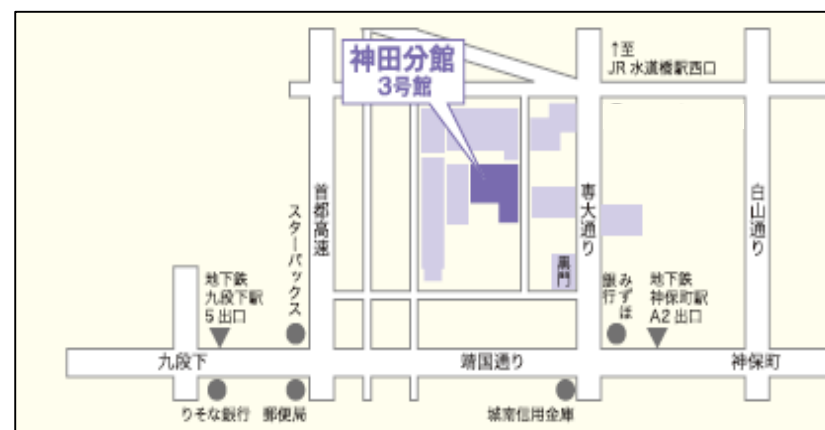 神田分館
3号館
↑至
JR 水道橋駅西口
首都高速
専大通り
白山通り
スターバックス
地下鉄
九段下駅
5 出口
黒門
みずほ
銀行
地下鉄
神保町駅
A2 出口
九段下
靖国通り
神保町
りそな銀行
郵便局
城南信用金庫